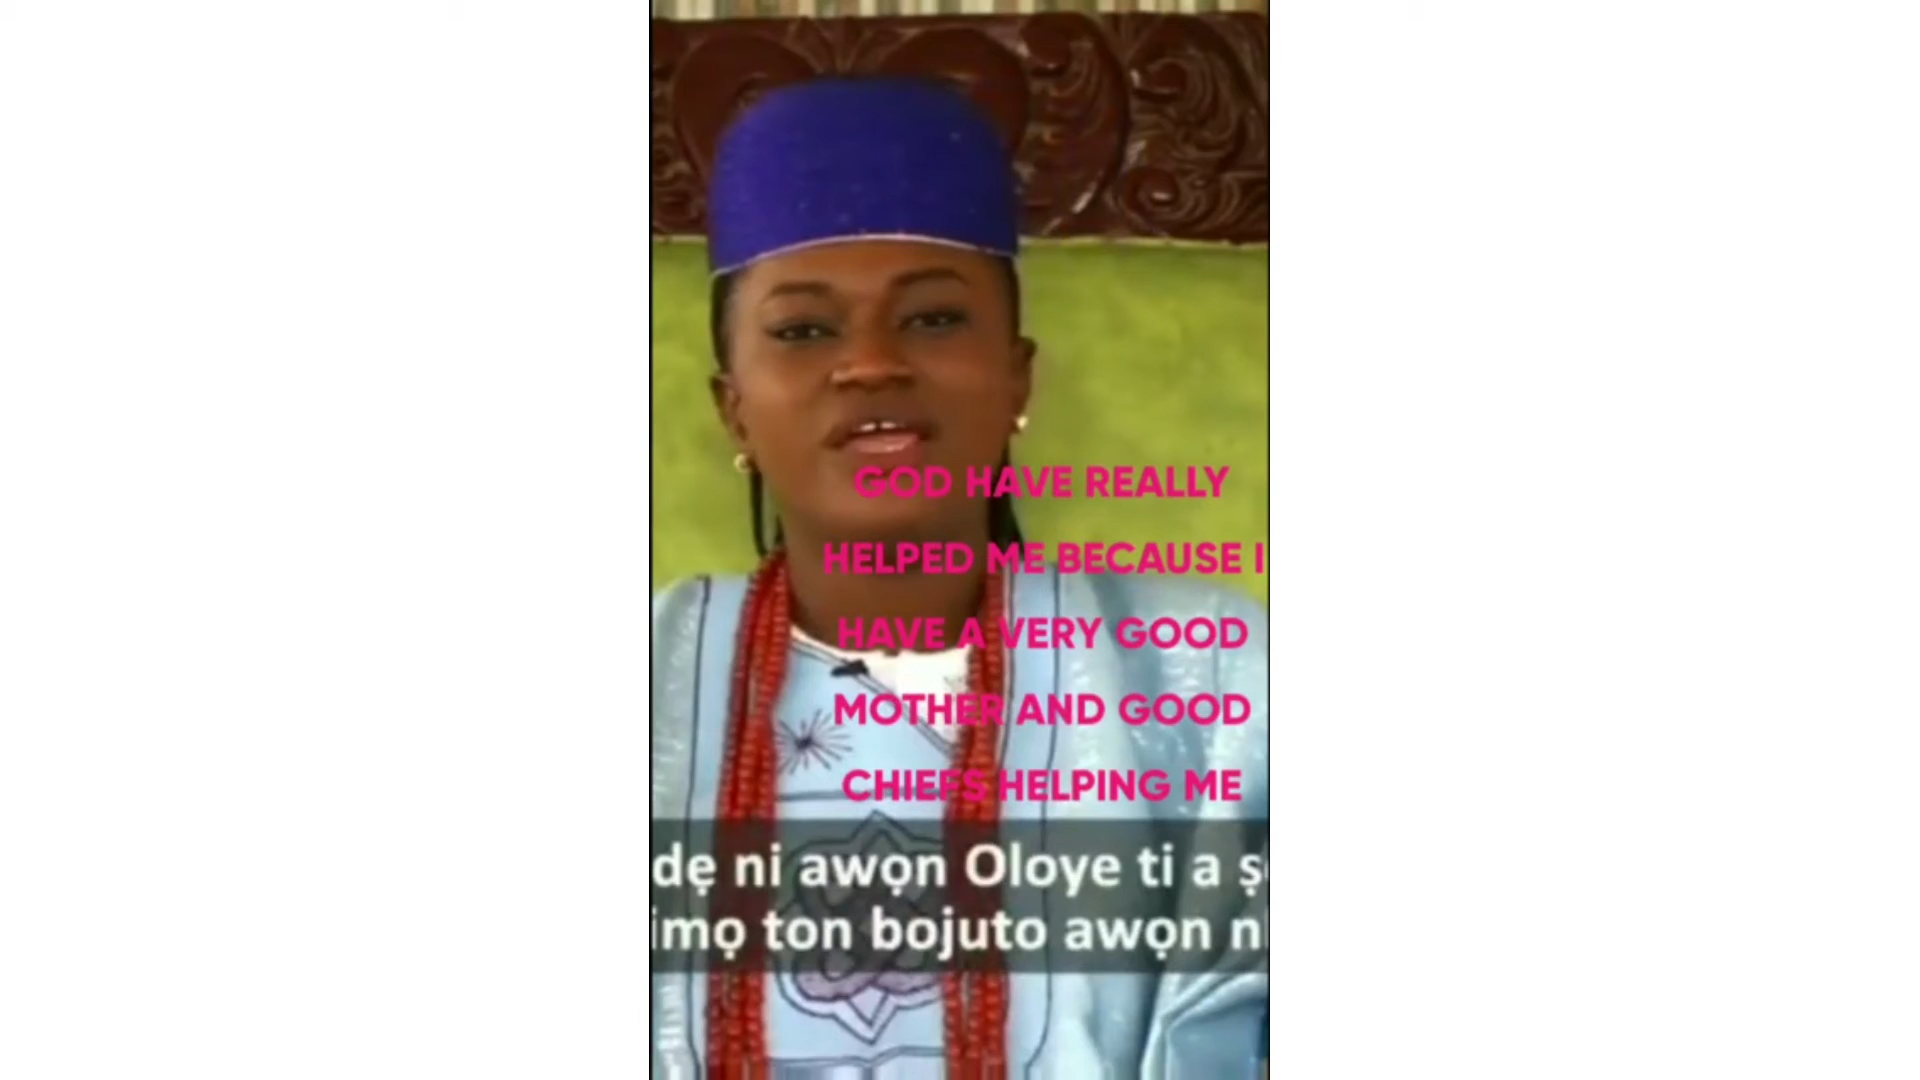 GOD HAVE REALLY
HELPED ME BECAUSE I
HAVE A VERY GOOD
MOTHER AND GOOD
CHIEFS HELPING ME
dẹ ni awọn Oloye ti a
imọ ton bojuto awọn